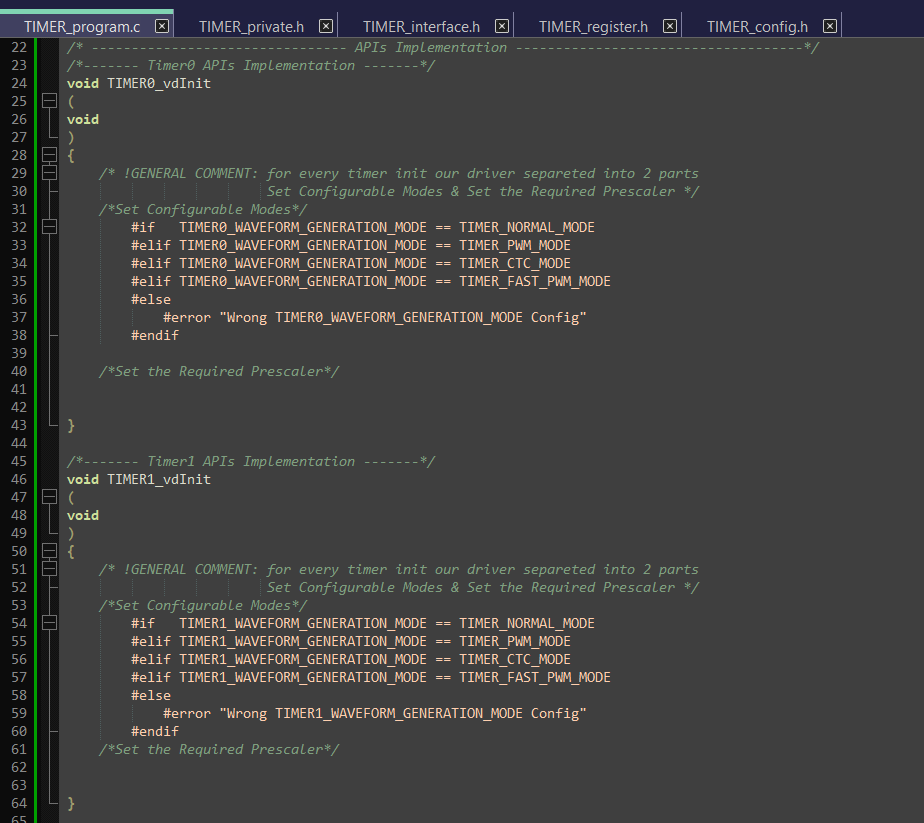 TIMER_program.c TIMER_private.h TIMER_interface.h TIMER_register.h TIMER_config.h
22 /* -------------------------------- APIs Implementation ------------------------------------*/
23 /*------- Timer0 APIs Implementation -------*/
24 void TIMER0_vdInit
25 (
26 void
27 )
28 {
29 /* !GENERAL COMMENT: for every timer init our driver separeted into 2 parts
30 Set Configurable Modes & Set the Required Prescaler */
31 /*Set Configurable Modes*/
32 #if TIMER0_WAVEFORM_GENERATION_MODE == TIMER_NORMAL_MODE
33 #elif TIMER0_WAVEFORM_GENERATION_MODE == TIMER_PWM_MODE
34 #elif TIMER0_WAVEFORM_GENERATION_MODE == TIMER_CTC_MODE
35 #elif TIMER0_WAVEFORM_GENERATION_MODE == TIMER_FAST_PWM_MODE
36 #else
37 #error "Wrong TIMER0_WAVEFORM_GENERATION_MODE Config"
38 #endif
39
40 /*Set the Required Prescaler*/
41
42
43 }
44
45 /*------- Timer1 APIs Implementation -------*/
46 void TIMER1_vdInit
47 (
48 void
49 )
50 {
51 /* !GENERAL COMMENT: for every timer init our driver separeted into 2 parts
52 Set Configurable Modes & Set the Required Prescaler */
53 /*Set Configurable Modes*/
54 #if TIMER1_WAVEFORM_GENERATION_MODE == TIMER_NORMAL_MODE
55 #elif TIMER1_WAVEFORM_GENERATION_MODE == TIMER_PWM_MODE
56 #elif TIMER1_WAVEFORM_GENERATION_MODE == TIMER_CTC_MODE
57 #elif TIMER1_WAVEFORM_GENERATION_MODE == TIMER_FAST_PWM_MODE
58 #else
59 #error "Wrong TIMER1_WAVEFORM_GENERATION_MODE Config"
60 #endif
61 /*Set the Required Prescaler*/
62
63
64 }
65